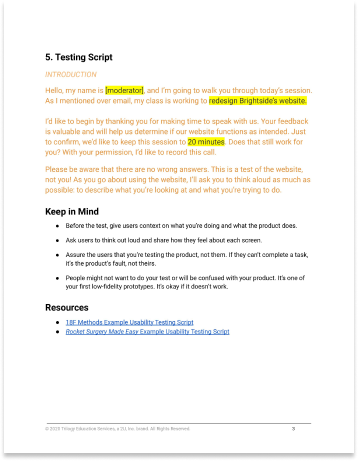 5. Testing Script
INTRODUCTION
Hello, my name is [moderator], and I'm going to walk you through today's session.
As I mentioned over email, my class is working to redesign Brightside's website.
I'd like to begin by thanking you for making time to speak with us. Your feedback
is valuable and will help us determine if our website functions as intended. Just
to confirm, we'd like to keep this session to 20 minutes. Does that still work for
you? With your permission, I'd like to record this call.
Please be aware that there are no wrong answers. This is a test of the website,
not you! As you go about using the website, I'll ask you to think aloud as much as
possible: to describe what you're looking at and what you're trying to do.
Keep in Mind
● Before the test, give users context on what you're doing and what the product does.
● Ask users to think out loud and share how they feel about each screen.
● Assure the users that you're testing the product, not them. If they can't complete a task,
it's the product's fault, not theirs.
● People might not want to do your test or will be confused with your product. It's one of
your first low-fidelity prototypes. It's okay if it doesn't work.
Resources
● 18F Methods Example Usability Testing Script
● Rocket Surgery Made Easy Example Usability Testing Script
© 2020 Trilogy Education Services, a 2U, Inc. brand. All Rights Reserved.
3